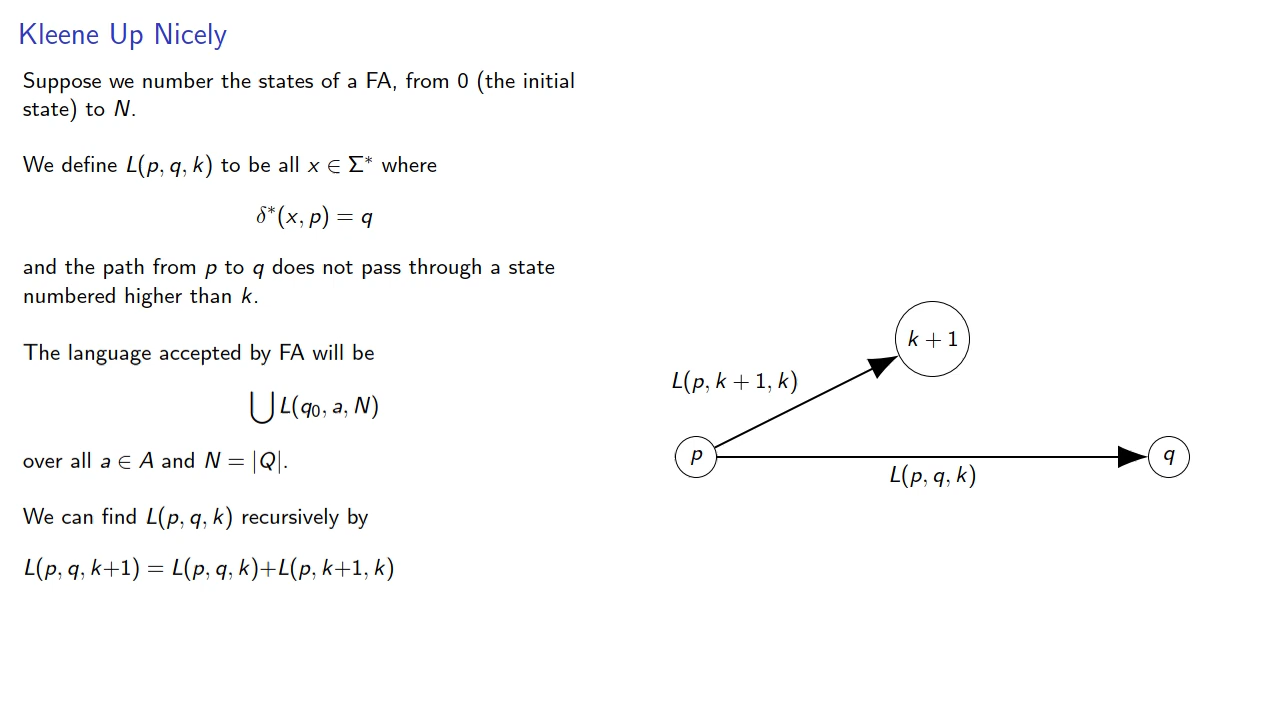 Kleene Up Nicely
Suppose we number the states of a FA, from 0 (the initial
state) to N.
We define L(p, q, k) to be all x ∈ Σ* where
δ*(x, p) = q
and the path from p to q does not pass through a state
numbered higher than k.
The language accepted by FA will be
⋃ L(q₀, a, N)
over all a ∈ A and N = |Q|.
We can find L(p, q, k) recursively by
L(p, q, k+1) = L(p, q, k)+L(p, k+1, k)
k + 1
L(p, k + 1, k)
p
q
L(p, q, k)